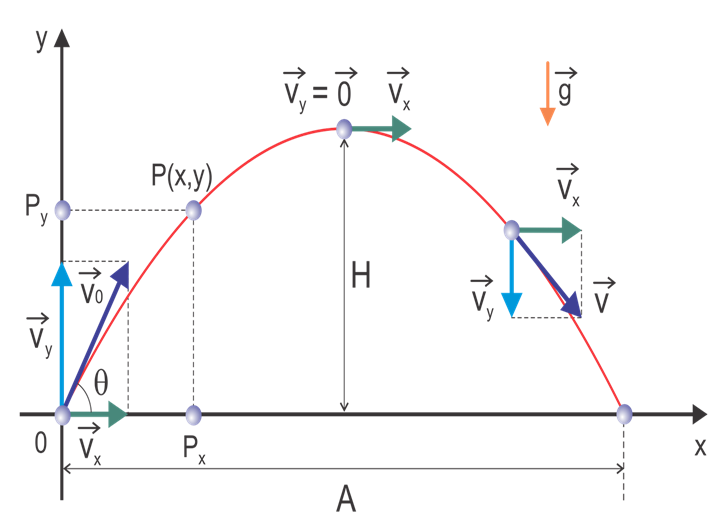 y
v⃗y = 0⃗ v⃗x
g⃗
P(x,y)
v⃗x
Py
H
v⃗0
v⃗y
v⃗
v⃗y
θ
0
v⃗x
Px
x
A